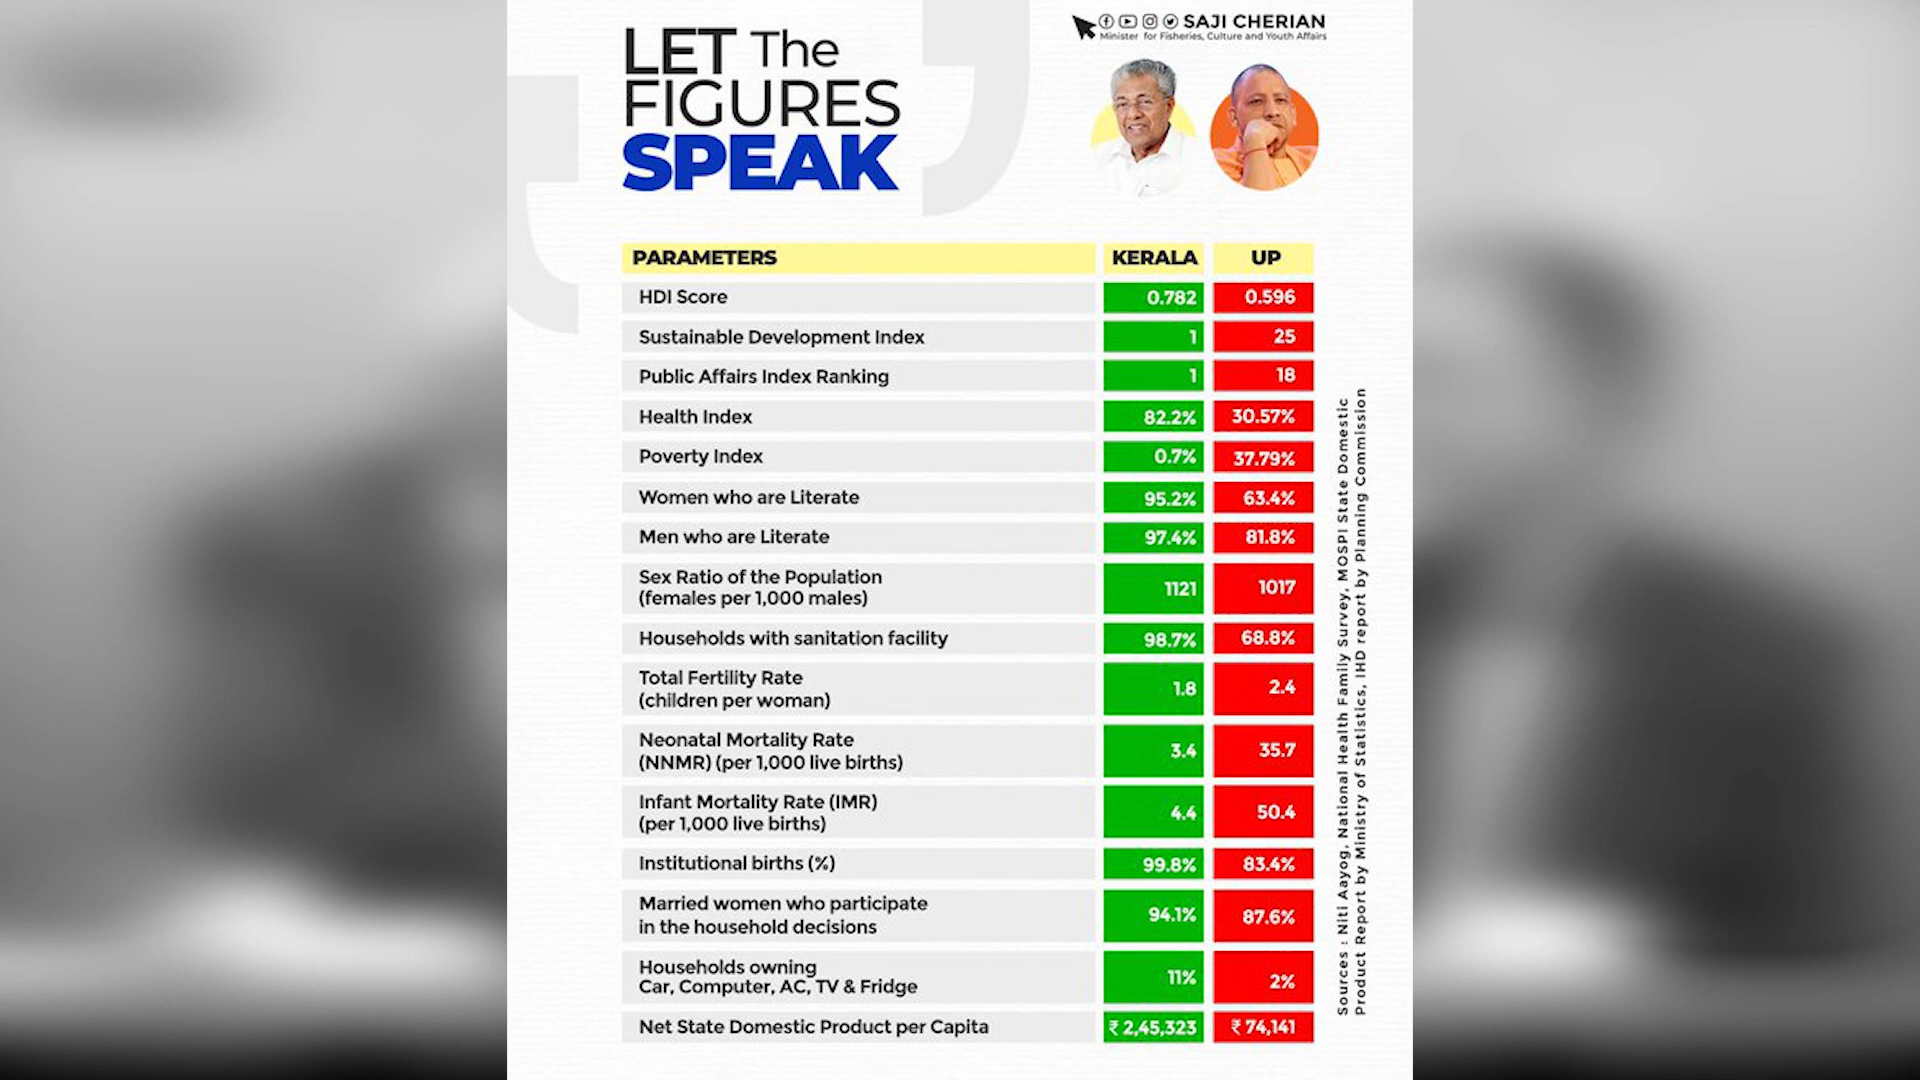 LET The
FIGURES
SPEAK
SAJI CHERIAN
Minister for Fisheries, Culture and Youth Affairs
PARAMETERS KERALA UP
HDI Score 0.782 0.596
Sustainable Development Index 1 25
Public Affairs Index Ranking 1 18
Health Index 82.2% 30.57%
Poverty Index 0.7% 37.79%
Women who are Literate 95.2% 63.4%
Men who are Literate 97.4% 81.8%
Sex Ratio of the Population
(females per 1,000 males) 1121 1017
Households with sanitation facility 98.7% 68.8%
Total Fertility Rate
(children per woman) 1.8 2.4
Neonatal Mortality Rate
(NNMR) (per 1,000 live births) 3.4 35.7
Infant Mortality Rate (IMR)
(per 1,000 live births) 4.4 50.4
Institutional births (%) 99.8% 83.4%
Married women who participate
in the household decisions 94.1% 87.6%
Households owning
Car, Computer, AC, TV & Fridge 11% 2%
Net State Domestic Product per Capita ₹ 2,45,323 ₹ 74,141
Sources : Niti Aayog, National Health Family Survey, MOSPI State Domestic
Product Report by Ministry of Statistics, IHD report by Planning Commission